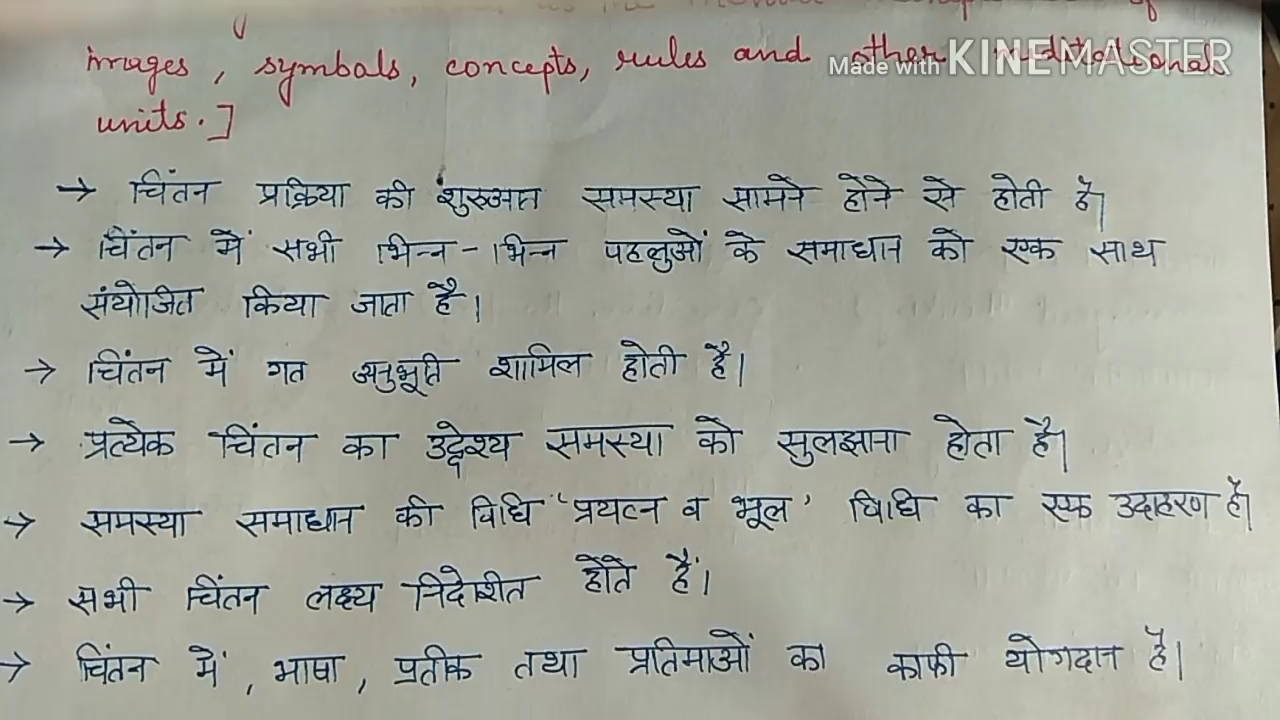 images, symbols, concepts, rules and other
Made with KINEMASTER
units.]
→ चिंतन प्रक्रिया की शुरुआत समस्या सामने होने से होती है।
→ चिंतन में सभी भिन्न-भिन्न पहलुओं के समाधान को एक साथ
संयोजित किया जाता है।
→ चिंतन में गत अनुभूति शामिल होती है।
→ प्रत्येक चिंतन का उद्देश्य समस्या को सुलझाना होता है।
→ समस्या समाधान की विधि 'प्रयत्न व भूल' विधि का एक उदाहरण है।
→ सभी चिंतन लक्ष्य निदेशित होते हैं।
→ चिंतन में, भाषा, प्रतीक तथा प्रतिमाओं का काफी योगदान है।